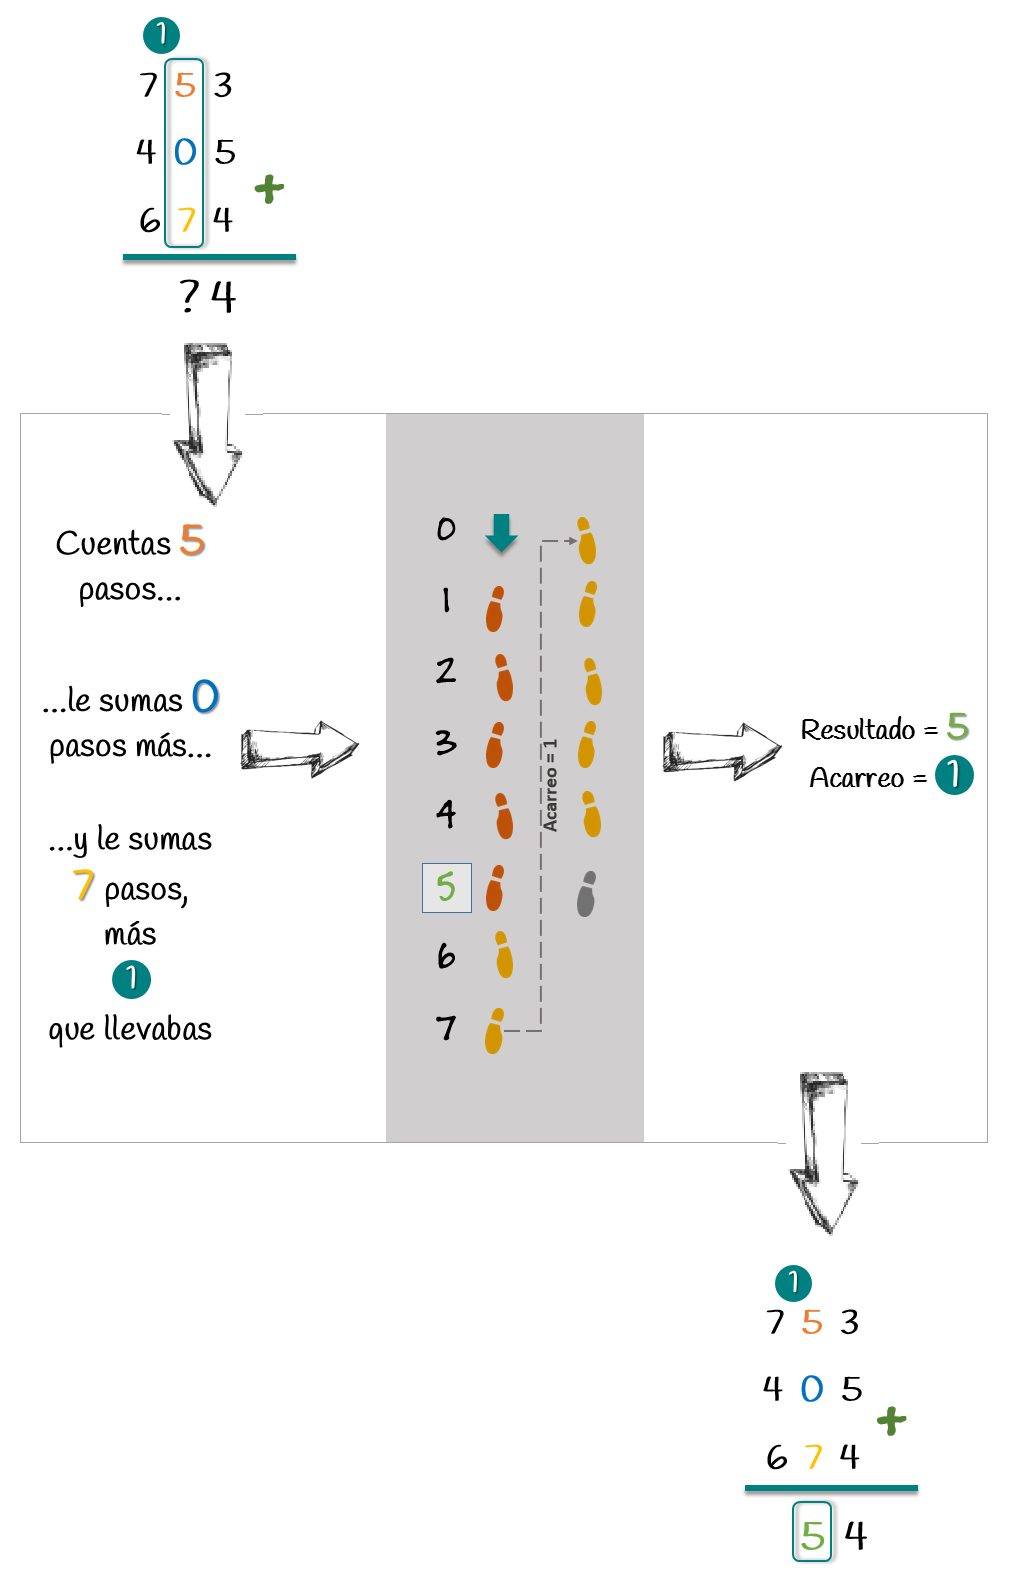 1
7 5 3
4 0 5
+
6 7 4
? 4
Cuentas 5
pasos...
...le sumas 0
pasos más...
...y le sumas
7 pasos,
más
1
que llevabas
0
1
2
3
4
5
6
7
Acarreo = 1
Resultado = 5
Acarreo = 1
1
7 5 3
4 0 5
+
6 7 4
5 4